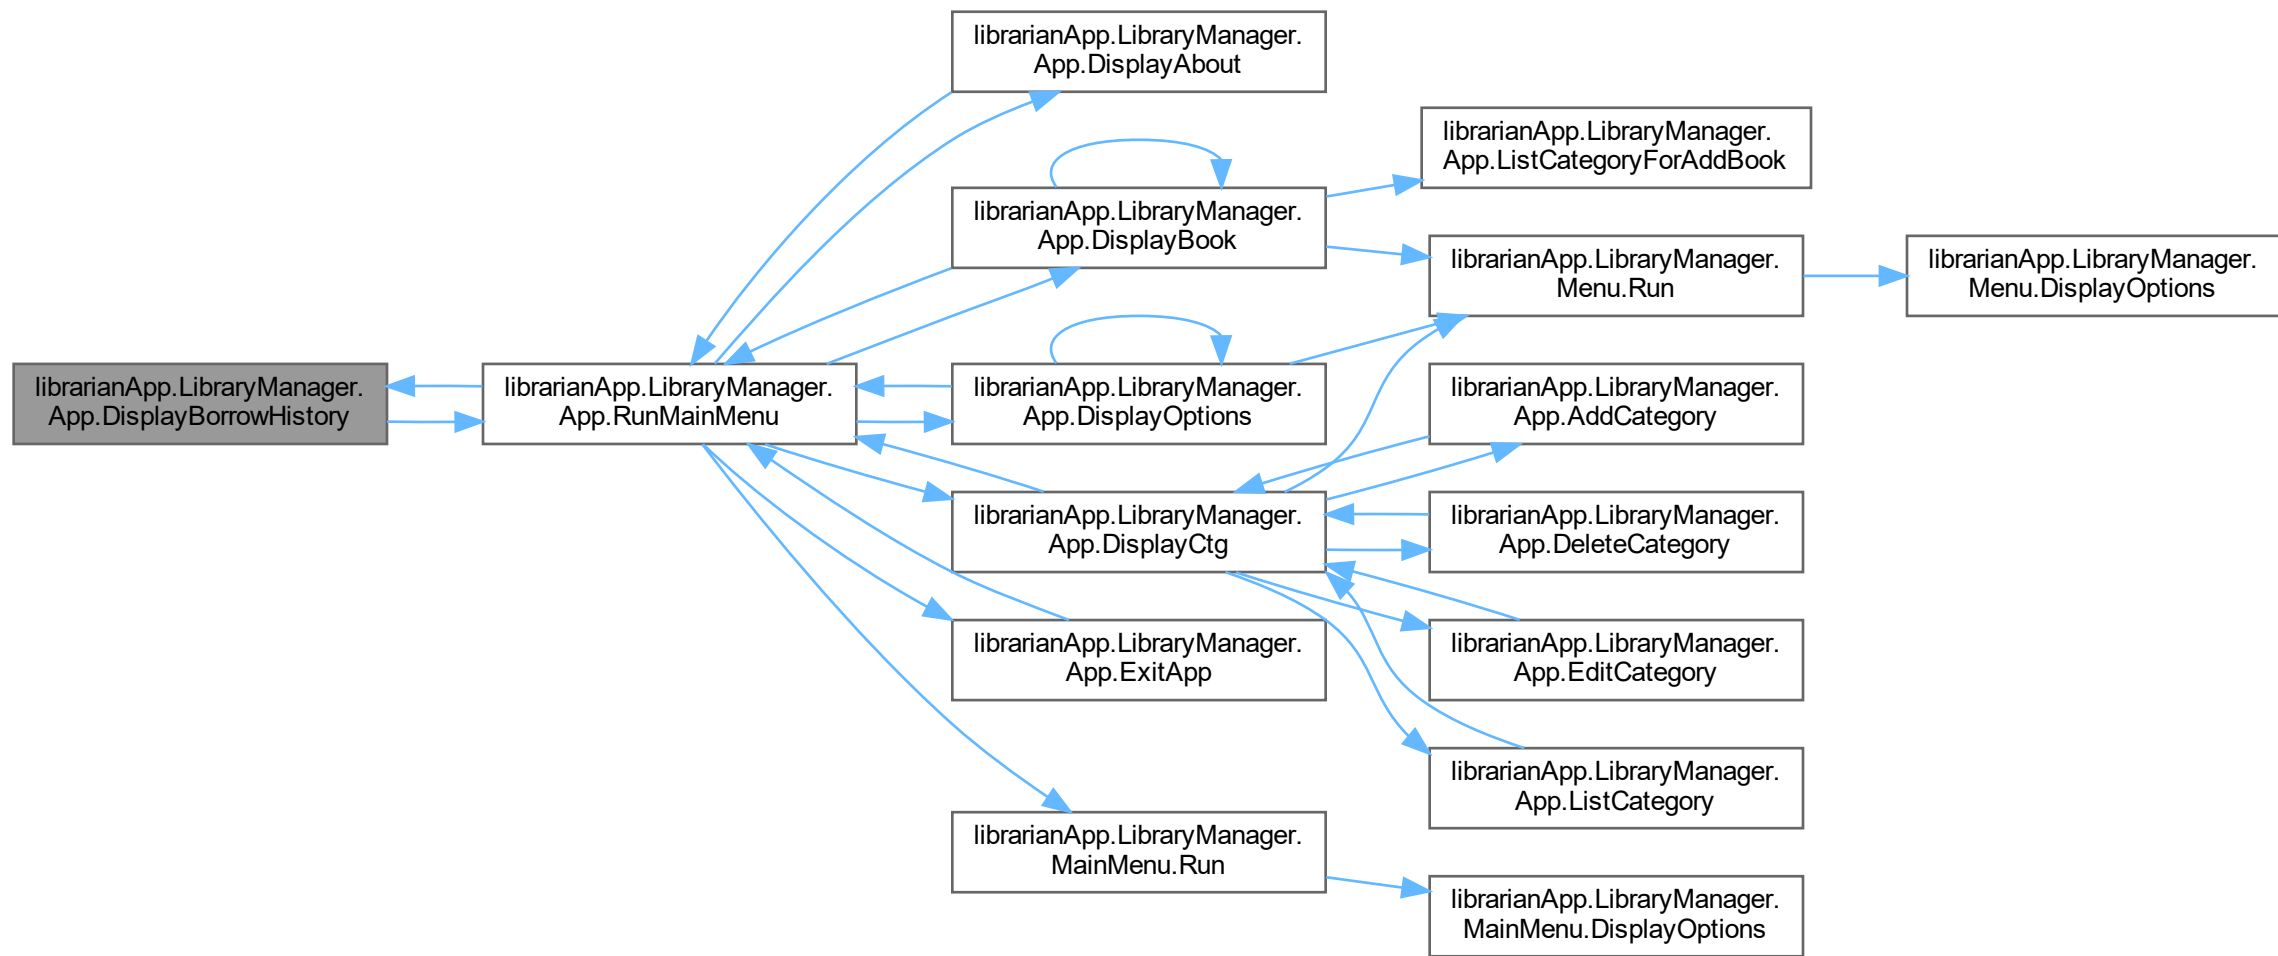 librarianApp.LibraryManager.
App.DisplayBorrowHistory
librarianApp.LibraryManager.
App.RunMainMenu
librarianApp.LibraryManager.
App.DisplayAbout
librarianApp.LibraryManager.
App.DisplayBook
librarianApp.LibraryManager.
App.DisplayOptions
librarianApp.LibraryManager.
App.DisplayCtg
librarianApp.LibraryManager.
App.ExitApp
librarianApp.LibraryManager.
MainMenu.Run
librarianApp.LibraryManager.
App.ListCategoryForAddBook
librarianApp.LibraryManager.
Menu.Run
librarianApp.LibraryManager.
App.AddCategory
librarianApp.LibraryManager.
App.DeleteCategory
librarianApp.LibraryManager.
App.EditCategory
librarianApp.LibraryManager.
App.ListCategory
librarianApp.LibraryManager.
MainMenu.DisplayOptions
librarianApp.LibraryManager.
Menu.DisplayOptions